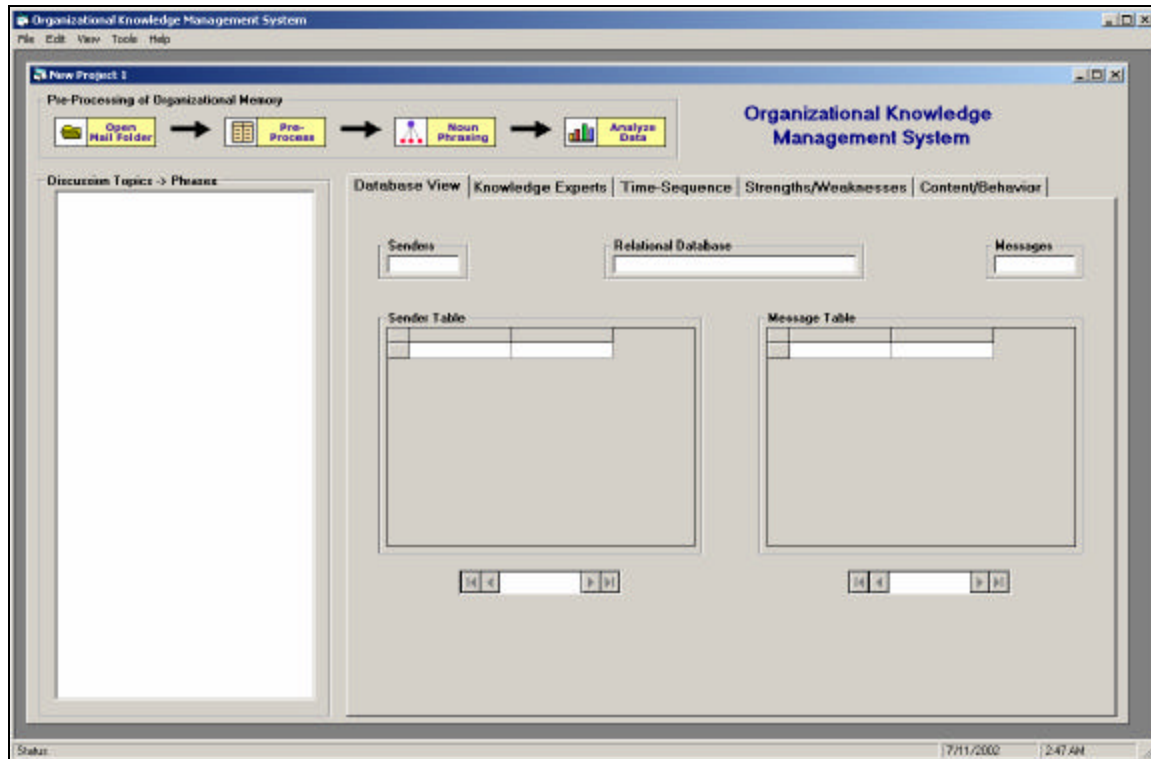 Organizational Knowledge Management System
File Edit View Tools Help
New Project 1
Pre-Processing of Organizational Memory
Open
Mail Folder
Pre-
Process
Noun
Phrasing
Analyze
Data
Organizational Knowledge
Management System
Discussion Topics -> Phrases
Database View Knowledge Experts Time-Sequence Strengths/Weaknesses Content/Behavior
Senders Relational Database Messages
Sender Table Message Table
Status: 7/11/2002 2:47 AM